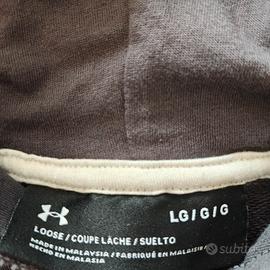 LG/G/G
LOOSE/COUPE LÂCHE/SUELTO
MADE IN MALAYSIA/FABRIQUÉ EN MALAISIE/
HECHO EN MALASIA
Subito